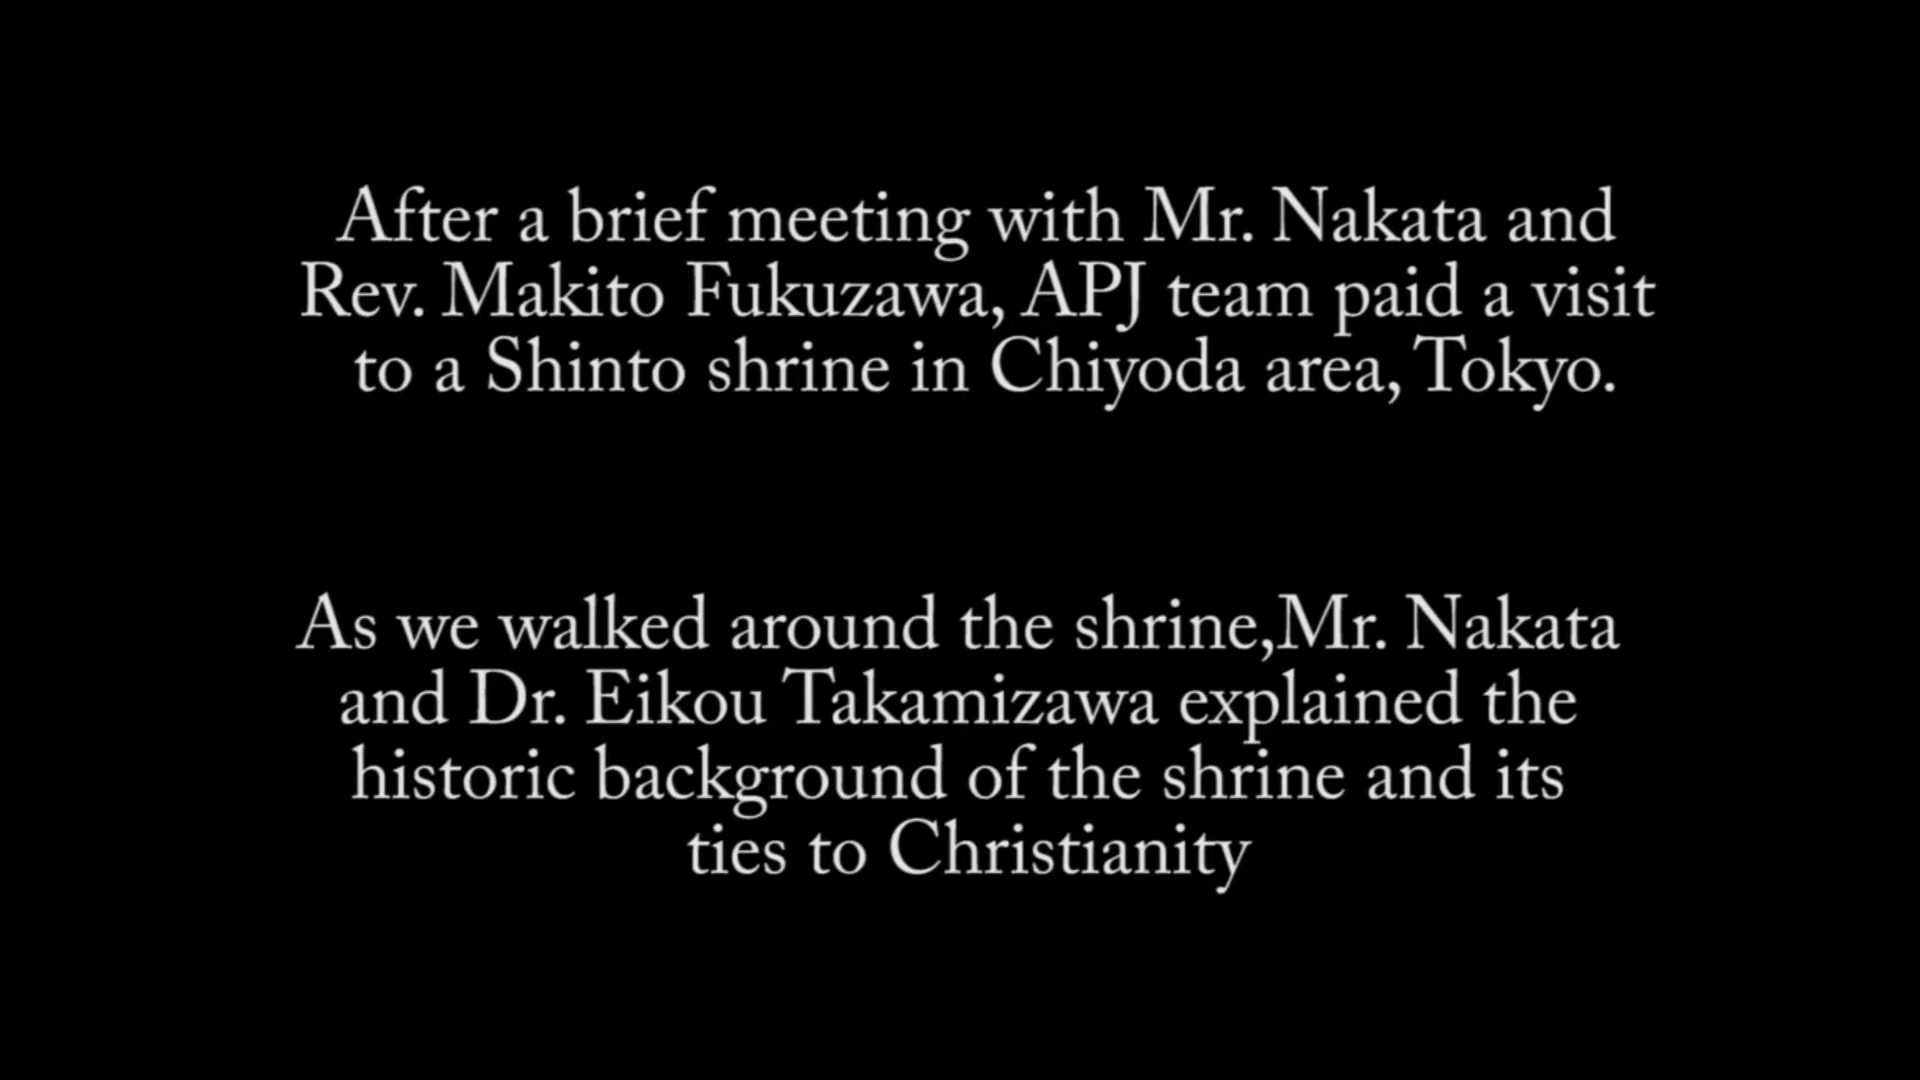 After a brief meeting with Mr. Nakata and
Rev. Makito Fukuzawa, APJ team paid a visit
to a Shinto shrine in Chiyoda area, Tokyo.
As we walked around the shrine,Mr. Nakata
and Dr. Eikou Takamizawa explained the
historic background of the shrine and its
ties to Christianity